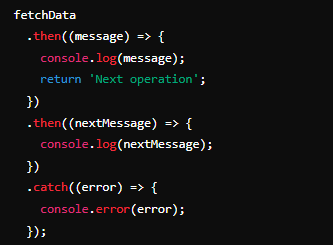 fetchData
  .then((message) => {
    console.log(message);
    return 'Next operation';
  })
  .then((nextMessage) => {
    console.log(nextMessage);
  })
  .catch((error) => {
    console.error(error);
  });